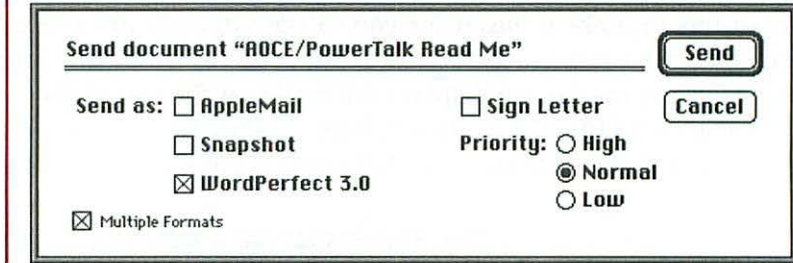 Send document “AOCE/PowerTalk Read Me”
Send
Send as: AppleMail
Sign Letter
Cancel
Snapshot
Priority: High
WordPerfect 3.0
Normal
Low
Multiple Formats